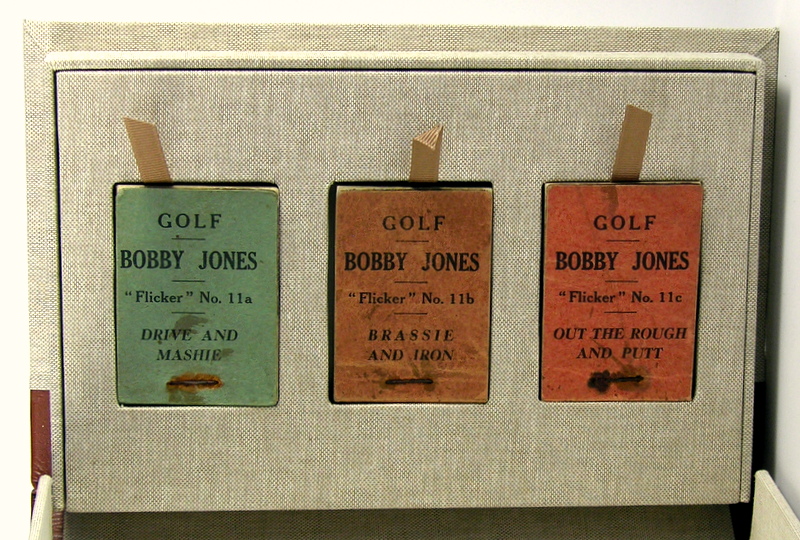 GOLF
BOBBY JONES
"Flicker" No. 11a
DRIVE AND
MASHIE
GOLF
BOBBY JONES
"Flicker" No. 11b
BRASSIE
AND IRON
GOLF
BOBBY JONES
"Flicker" No. 11c
OUT THE ROUGH
AND PUTT